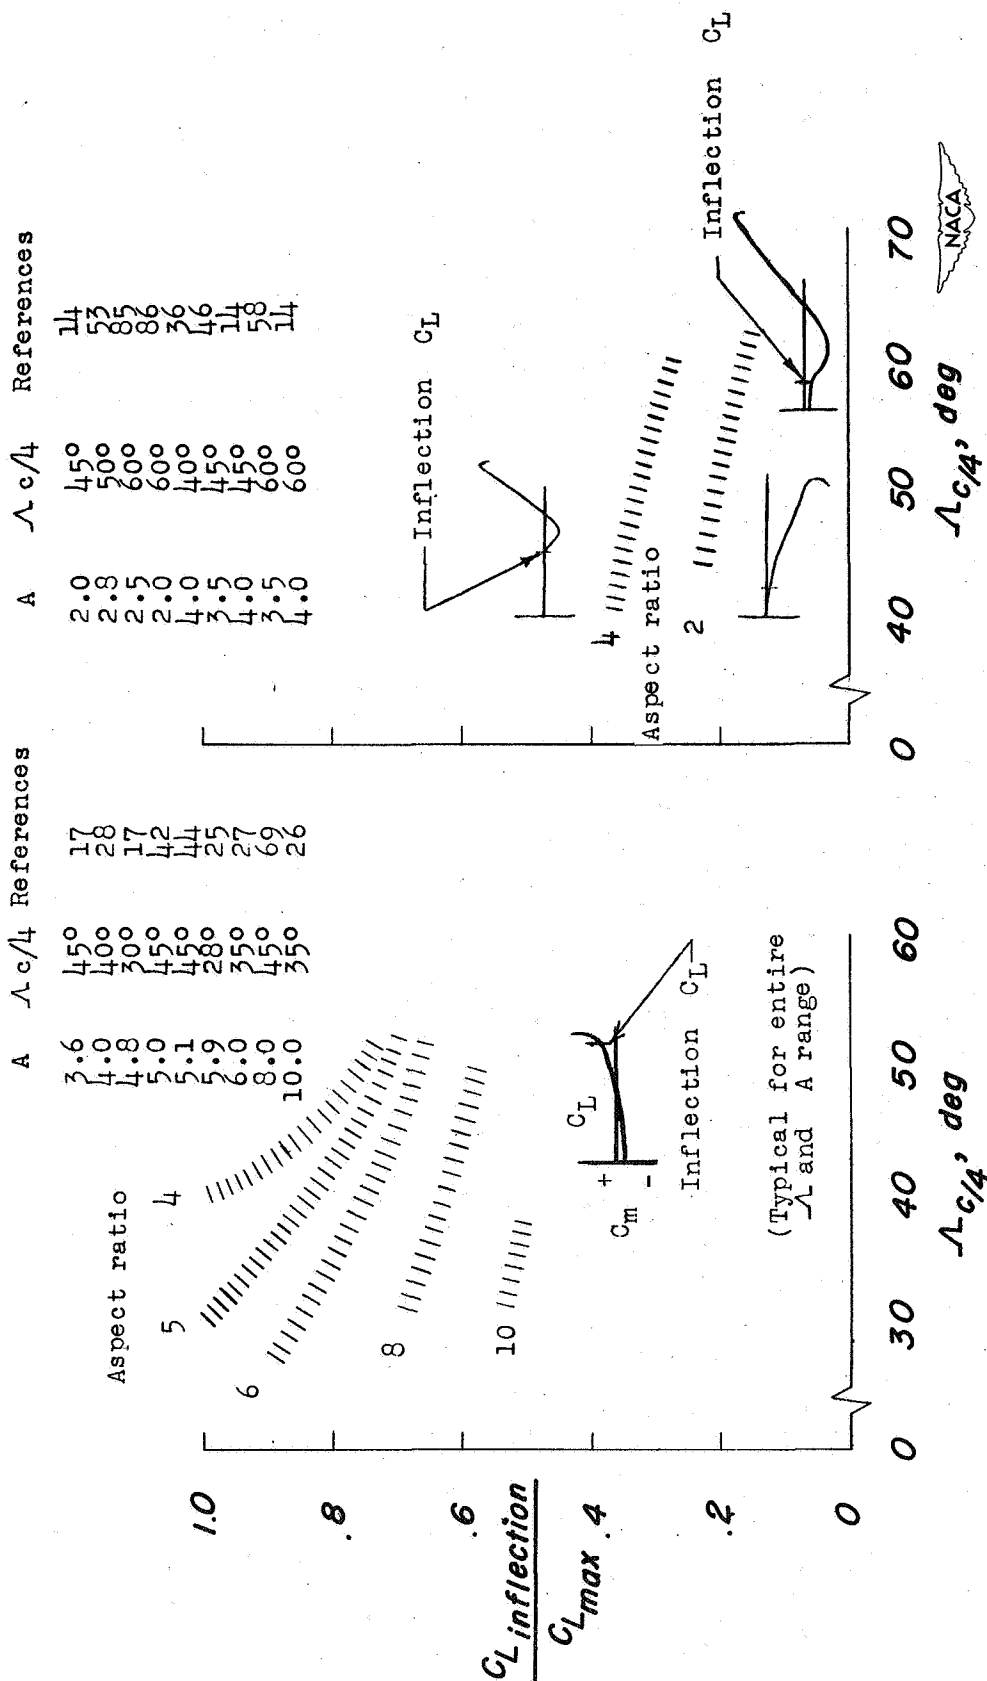 A Λc/4 References
3.6 45° 17
4.0 40° 28
4.8 30° 17
5.0 45° 42
5.1 45° 44
5.9 28° 25
6.0 35° 27
8.0 45° 69
10.0 35° 26
Aspect ratio
4
5
6
8
10
C_L
+
C_m
-
Inflection C_L
(Typical for entire
Λ and A range)
C_L inflection
C_L max
1.0
.8
.6
.4
.2
0
0 30 40 50 60
Λc/4, deg
A Λc/4 References
2.0 45° 14
2.8 50° 53
2.5 60° 85
2.0 60° 86
4.0 40° 36
3.5 45° 46
4.0 45° 14
3.5 60° 58
4.0 60° 14
Inflection C_L
4
Aspect ratio
2
Inflection C_L
0 40 50 60 70
Λc/4, deg
NACA